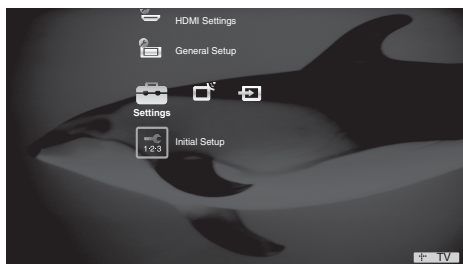 HDMI Settings
General Setup
Settings
1·2·3
Initial Setup
TV